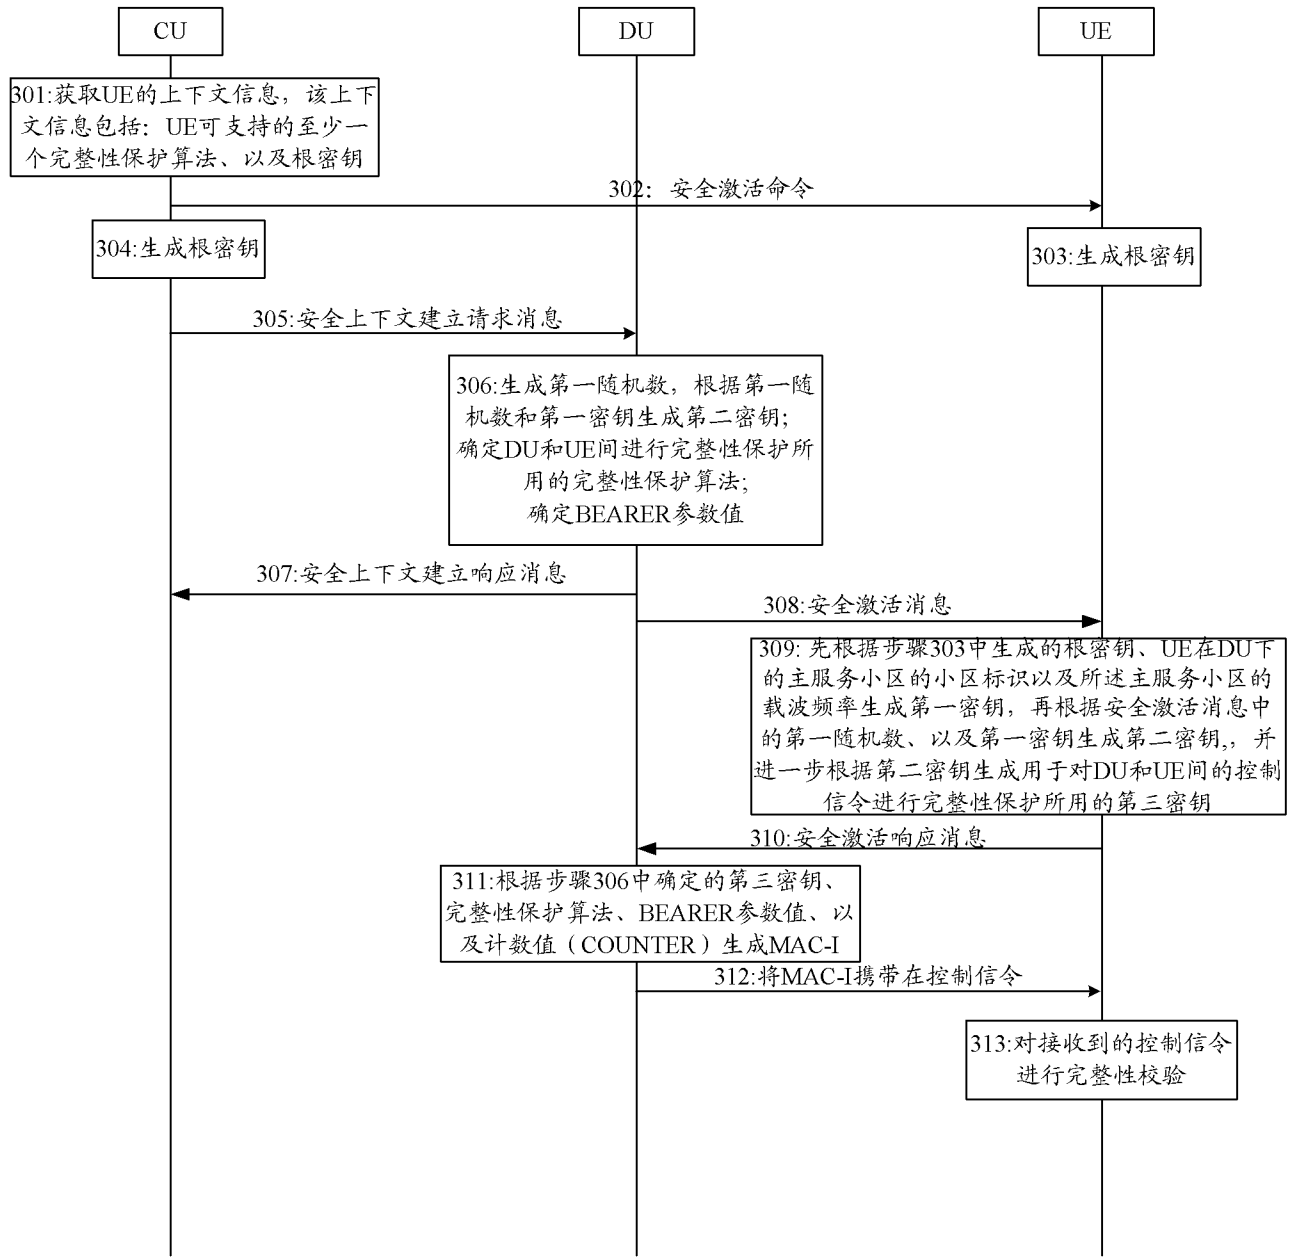 CU
DU
UE
301:获取UE的上下文信息，该上下
文信息包括：UE可支持的至少一
个完整性保护算法、以及根密钥
302：安全激活命令
304:生成根密钥
303:生成根密钥
305:安全上下文建立请求消息
306:生成第一随机数，根据第一随
机数和第一密钥生成第二密钥；
确定DU和UE间进行完整性保护所
用的完整性保护算法;
确定BEARER参数值
307:安全上下文建立响应消息
308:安全激活消息
309: 先根据步骤303中生成的根密钥、UE在DU下
的主服务小区的小区标识以及所述主服务小区的
载波频率生成第一密钥，再根据安全激活消息中
的第一随机数、以及第一密钥生成第二密钥,，并
进一步根据第二密钥生成用于对DU和UE间的控制
信令进行完整性保护所用的第三密钥
310:安全激活响应消息
311:根据步骤306中确定的第三密钥、
完整性保护算法、BEARER参数值、以
及计数值（COUNTER）生成MAC-I
312:将MAC-I携带在控制信令
313:对接收到的控制信令
进行完整性校验